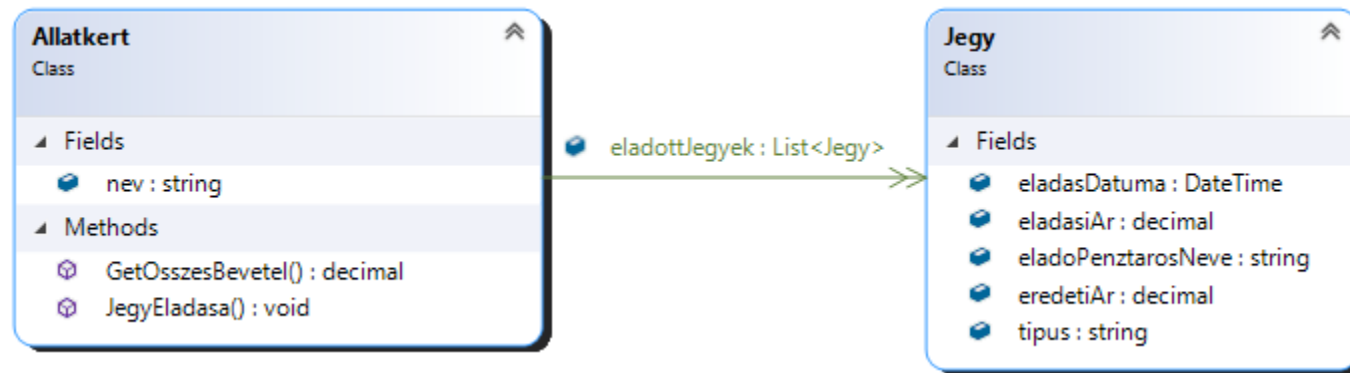 Allatkert
Class
Fields
nev : string
Methods
GetOsszesBevetel() : decimal
JegyEladasa() : void
eladottJegyek : List<Jegy>
Jegy
Class
Fields
eladasDatuma : DateTime
eladasiAr : decimal
eladoPenztarosNeve : string
eredetiAr : decimal
tipus : string